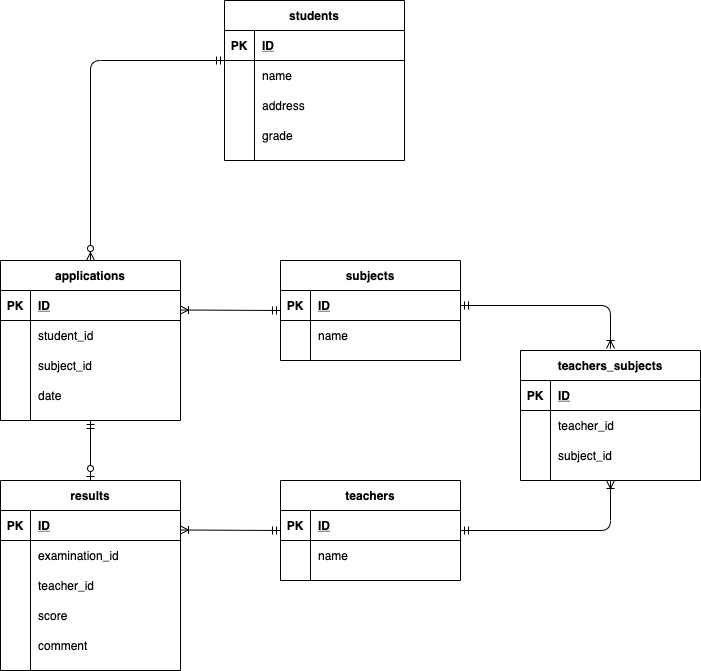 students
PK ID
name
address
grade
applications
PK ID
student_id
subject_id
date
subjects
PK ID
name
teachers_subjects
PK ID
teacher_id
subject_id
results
PK ID
examination_id
teacher_id
score
comment
teachers
PK ID
name